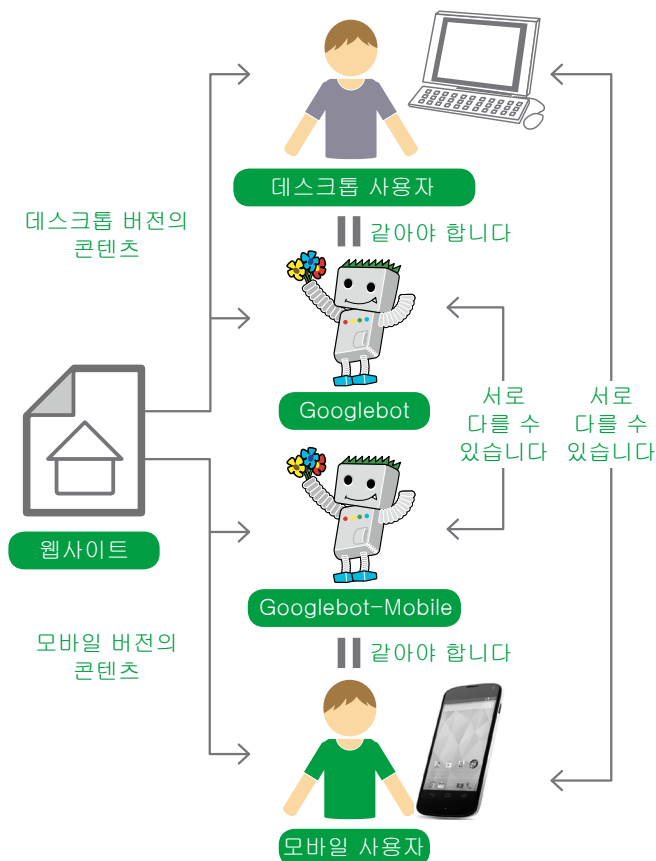 데스크톱 사용자
데스크톱 버전의
콘텐츠
같아야 합니다
Googlebot
서로
다를 수
있습니다
서로
다를 수
있습니다
웹사이트
Googlebot-Mobile
모바일 버전의
콘텐츠
같아야 합니다
모바일 사용자